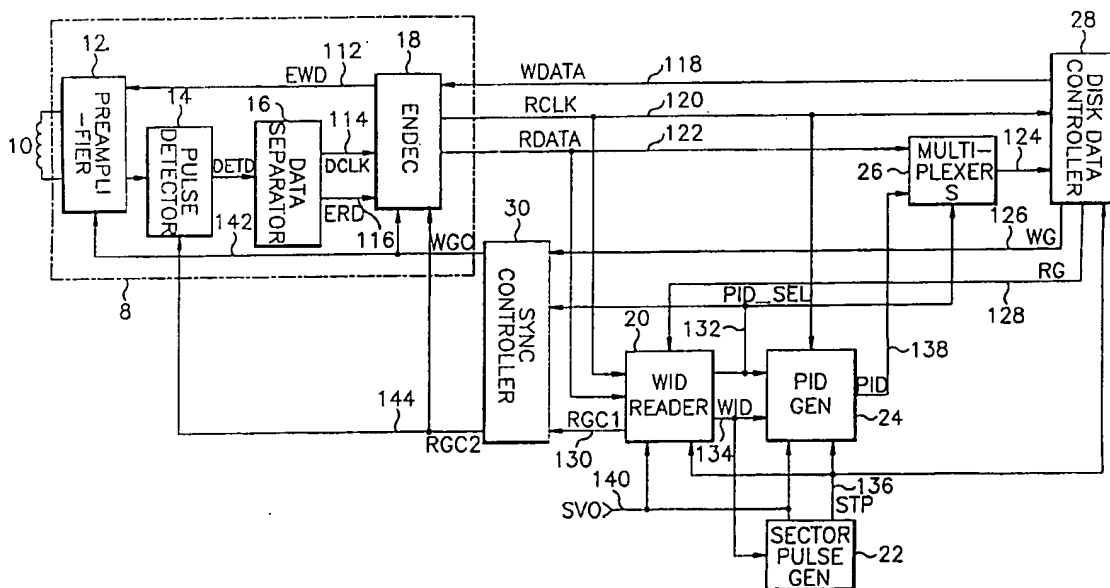 28
12
18
112
EWD
WDATA
118
14
16
114
RCLK
120
RDATA
122
10
PREAMPLI
-FIER
PULSE
DETECTOR
DETD
DATA
SEPARATOR
DCLK
ERD
116
ENDEC
26
MULTI-
PLEXER
S
124
DISK DATA
CONTROLLER
142
WGC
30
126
WG
RG
128
8
SYNC
CONTROLLER
PID_SEL
132
20
138
WID
READER
PID
GEN
PID
24
WID
134
144
RGC2
RGC1
130
140
136
SVO
STP
SECTOR
PULSE
GEN
22